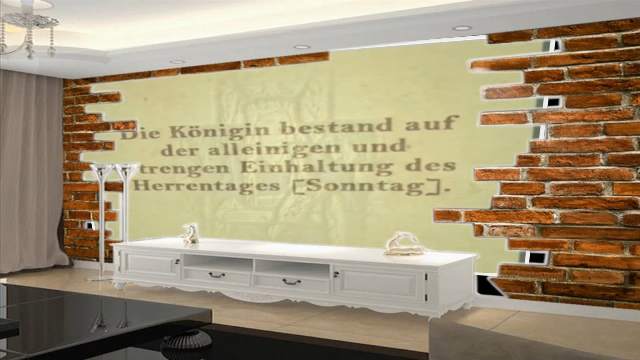 Die Königin bestand auf
der alleinigen und
strengen Einhaltung des
Herrentages [Sonntag].